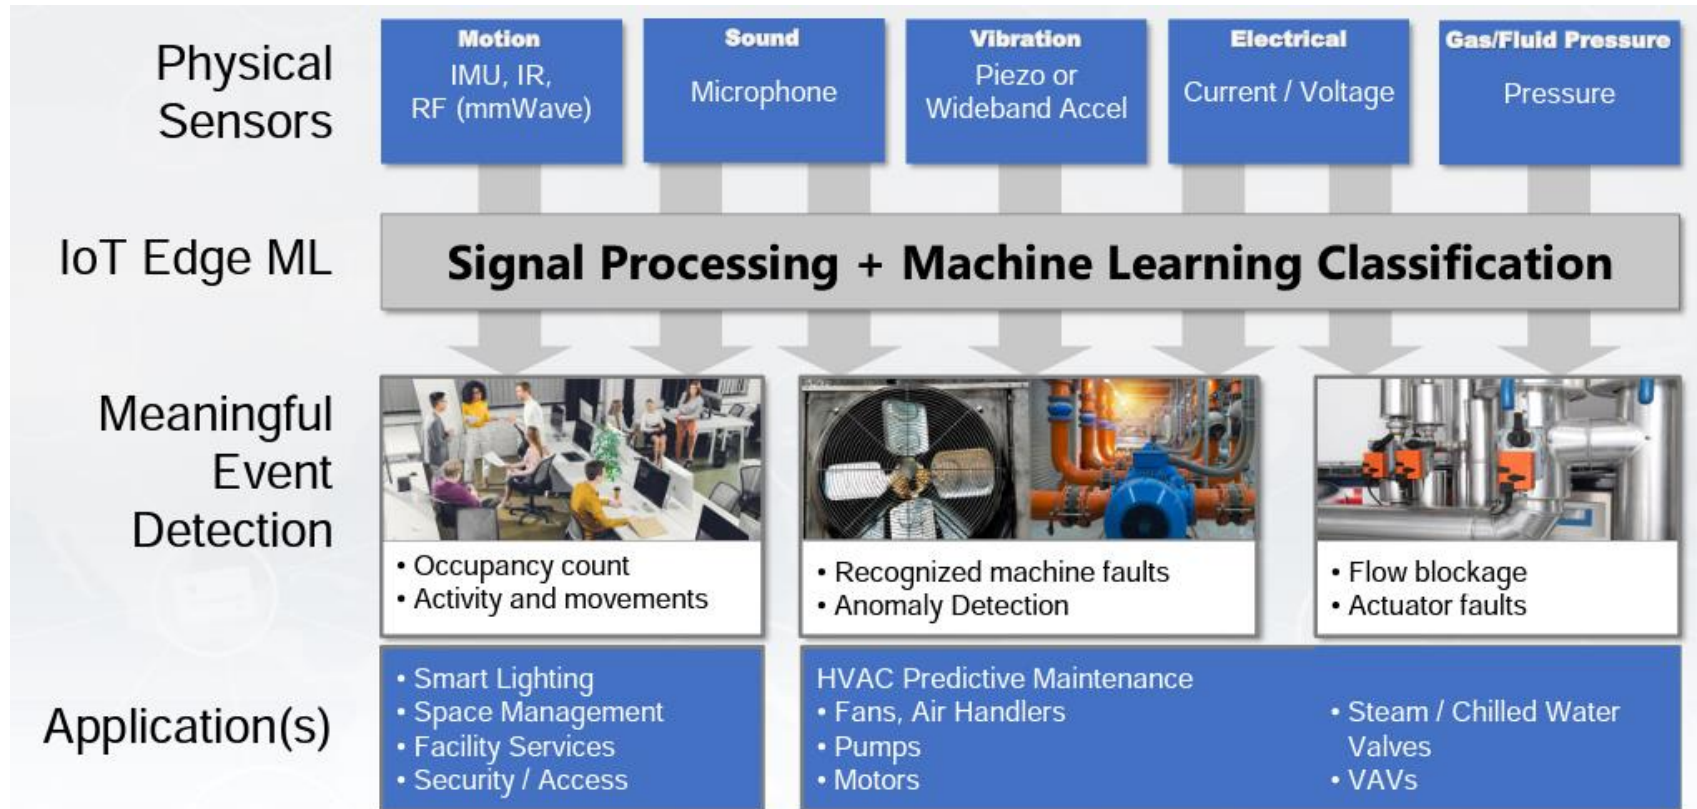 Physical
Sensors
Motion
IMU, IR,
RF (mmWave)
Sound
Microphone
Vibration
Piezo or
Wideband Accel
Electrical
Current / Voltage
Gas/Fluid Pressure
Pressure
IoT Edge ML
Signal Processing + Machine Learning Classification
Meaningful
Event
Detection
• Occupancy count
• Activity and movements
• Recognized machine faults
• Anomaly Detection
• Flow blockage
• Actuator faults
Application(s)
• Smart Lighting
• Space Management
• Facility Services
• Security / Access
HVAC Predictive Maintenance
• Fans, Air Handlers
• Pumps
• Motors
• Steam / Chilled Water
Valves
• VAVs